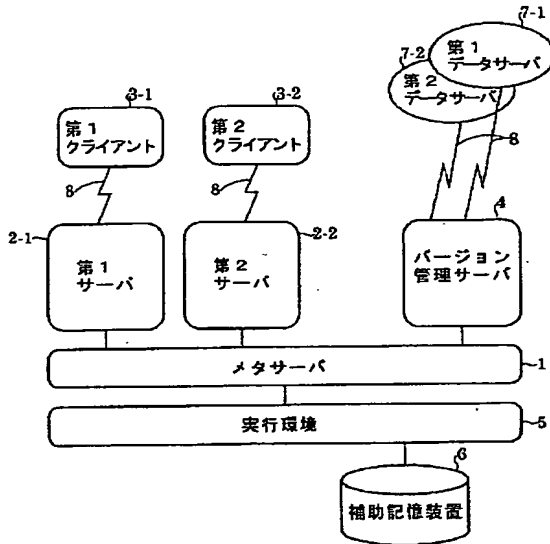 7-1
第1
データサーバ
7-2
第2
データサーバ
3-1
第1
クライアント
3-2
第2
クライアント
8
8
8
4
2-1
第1
サーバ
2-2
第2
サーバ
バージョン
管理サーバ
メタサーバ
1
実行環境
5
6
補助記憶装置